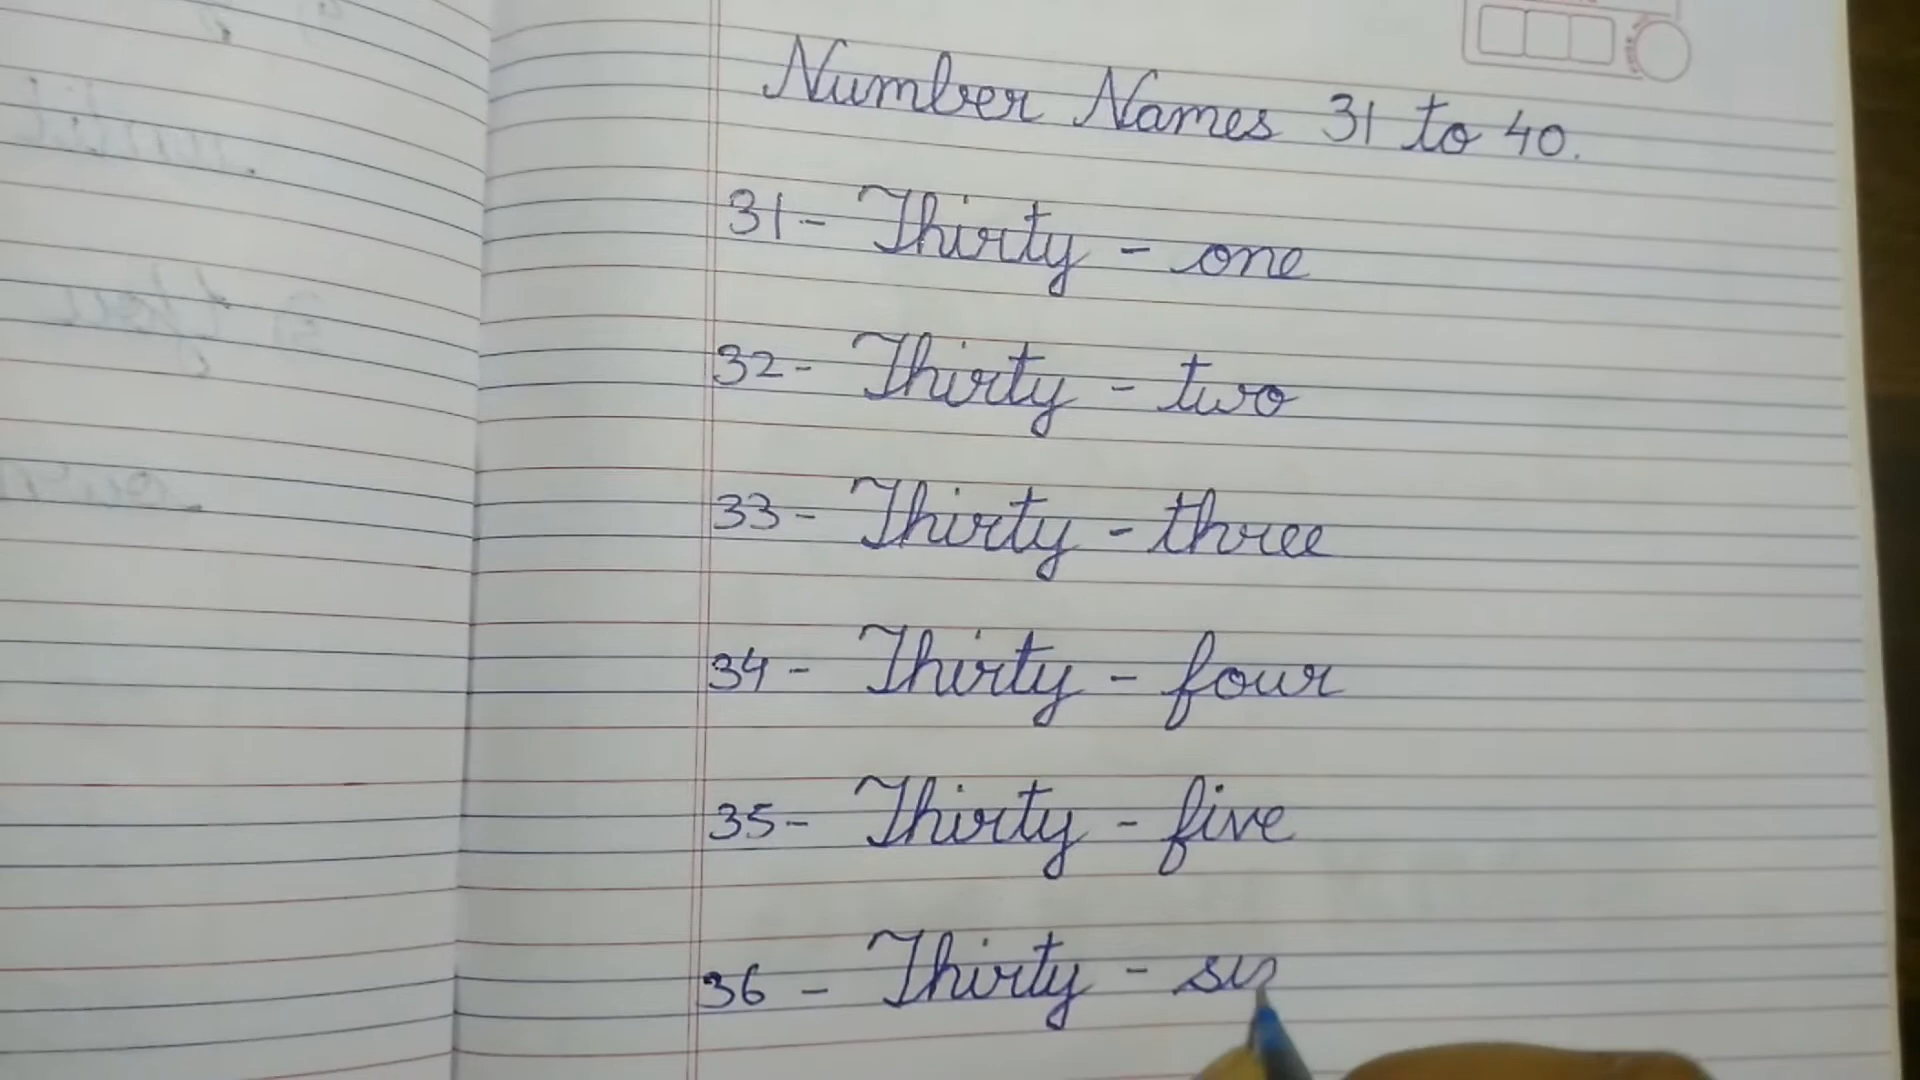 Number Names 31 to 40.
31 - Thirty - one
32 - Thirty - two
33 - Thirty - three
34 - Thirty - four
35 - Thirty - five
36 - Thirty -